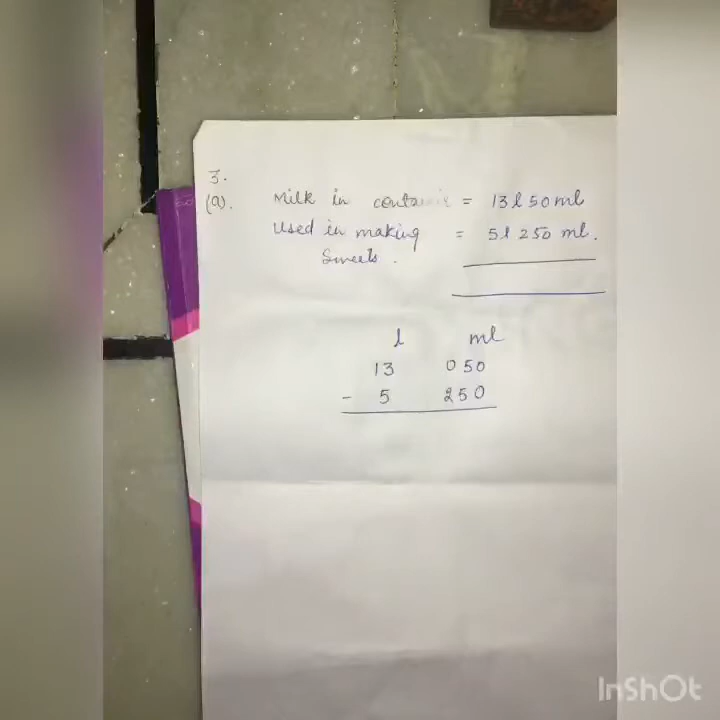 3.
(a). Milk in container = 13 l 50 ml
Used in making = 5 l 250 ml.
Sweets.
l ml
13 050
- 5 250
InShOt